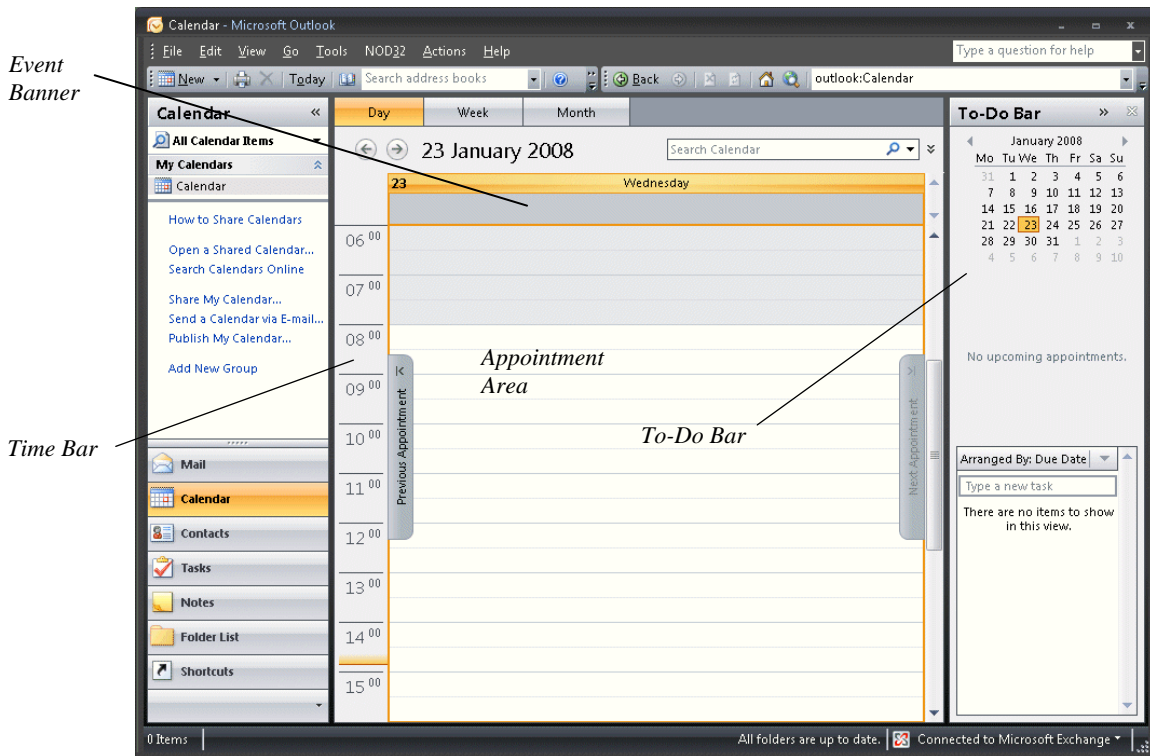 Calendar - Microsoft Outlook
File Edit View Go Tools NOD32 Actions Help
Type a question for help
New Today Search address books Back outlook:Calendar
Event
Banner
Time Bar
Calendar «
All Calendar Items
My Calendars
Calendar
How to Share Calendars
Open a Shared Calendar...
Search Calendars Online
Share My Calendar...
Send a Calendar via E-mail...
Publish My Calendar...
Add New Group
Mail
Calendar
Contacts
Tasks
Notes
Folder List
Shortcuts
Day Week Month
23 January 2008
Search Calendar
23 Wednesday
06 00
07 00
08 00
09 00
10 00
11 00
12 00
13 00
14 00
15 00
Previous Appointment
Appointment
Area
To-Do Bar
Next Appointment
To-Do Bar »
January 2008
Mo Tu We Th Fr Sa Su
31 1 2 3 4 5 6
7 8 9 10 11 12 13
14 15 16 17 18 19 20
21 22 23 24 25 26 27
28 29 30 31 1 2 3
4 5 6 7 8 9 10
No upcoming appointments.
Arranged By: Due Date
Type a new task
There are no items to show
in this view.
0 Items
All folders are up to date. Connected to Microsoft Exchange